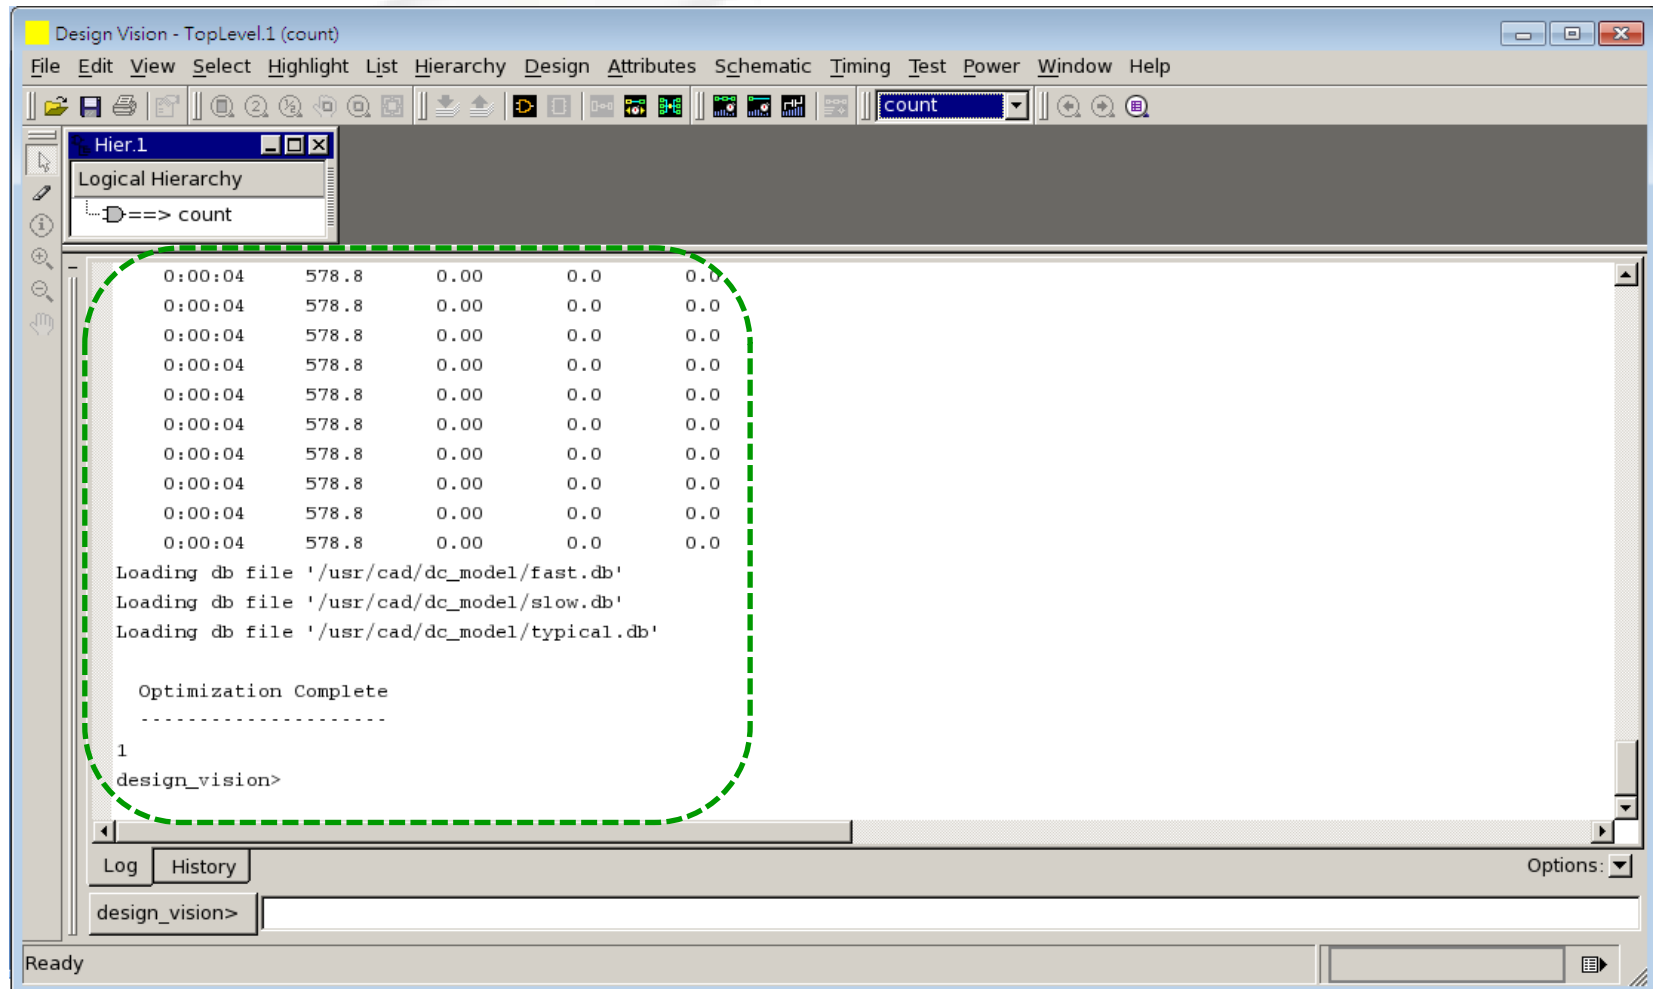 Design Vision - TopLevel.1 (count)
File Edit View Select Highlight List Hierarchy Design Attributes Schematic Timing Test Power Window Help
count
Hier.1
Logical Hierarchy
==> count
0:00:04 578.8 0.00 0.0 0.0
0:00:04 578.8 0.00 0.0 0.0
0:00:04 578.8 0.00 0.0 0.0
0:00:04 578.8 0.00 0.0 0.0
0:00:04 578.8 0.00 0.0 0.0
0:00:04 578.8 0.00 0.0 0.0
0:00:04 578.8 0.00 0.0 0.0
0:00:04 578.8 0.00 0.0 0.0
0:00:04 578.8 0.00 0.0 0.0
0:00:04 578.8 0.00 0.0 0.0
Loading db file '/usr/cad/dc_model/fast.db'
Loading db file '/usr/cad/dc_model/slow.db'
Loading db file '/usr/cad/dc_model/typical.db'
Optimization Complete
---------------------
1
design_vision>
Log History Options:
design_vision>
Ready